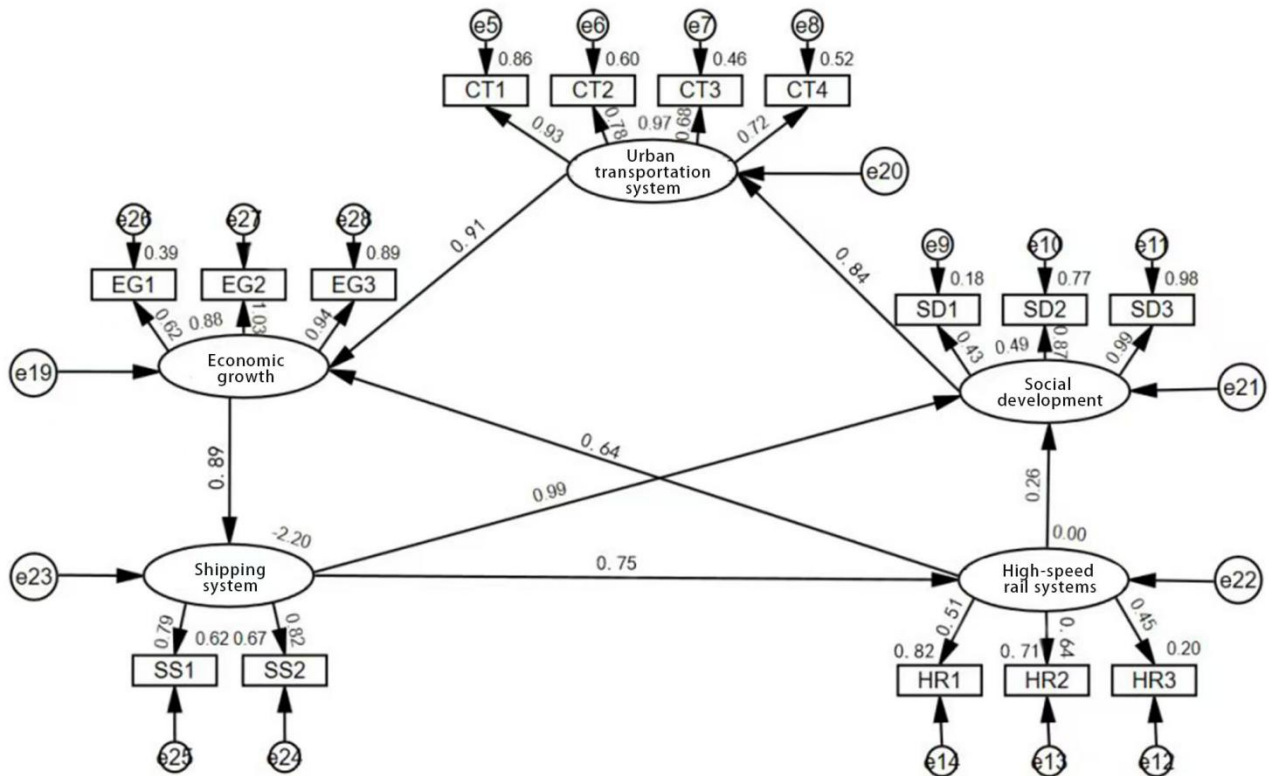 e5 e6 e7 e8
0.86 0.60 0.46 0.52
CT1 CT2 CT3 CT4
0.93 0.78 0.97 0.68 0.72
Urban
transportation
system
e20
e26 e27 e28
0.91
0.84
e9 e10 e11
0.39 0.89
EG1 EG2 EG3
0.18 0.77 0.98
SD1 SD2 SD3
0.62 0.88 1.03 0.94
0.43 0.49 0.87 0.99
e19
Economic
growth
Social
development
e21
0.89
0.64
0.99
0.26
-2.20
0.00
e23
Shipping
system
0.75
High-speed
rail systems
e22
0.79 0.62 0.67 0.82
0.51 0.64 0.45
0.82 0.71 0.20
SS1 SS2
HR1 HR2 HR3
e25 e24
e14 e13 e12